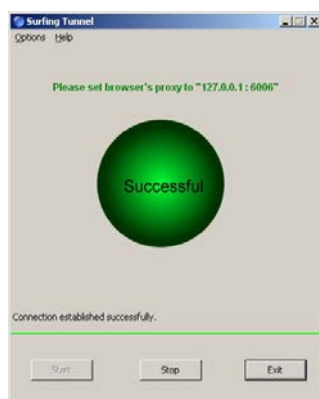 Surfing Tunnel
Options Help
Please set browser's proxy to "127.0.0.1 : 6006"
Successful
Connection established successfully.
Start Stop Exit